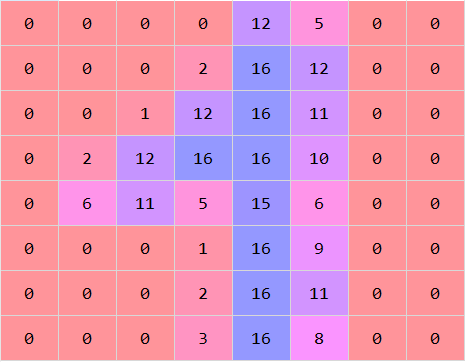 0 0 0 0 12 5 0 0
0 0 0 2 16 12 0 0
0 0 1 12 16 11 0 0
0 2 12 16 16 10 0 0
0 6 11 5 15 6 0 0
0 0 0 1 16 9 0 0
0 0 0 2 16 11 0 0
0 0 0 3 16 8 0 0